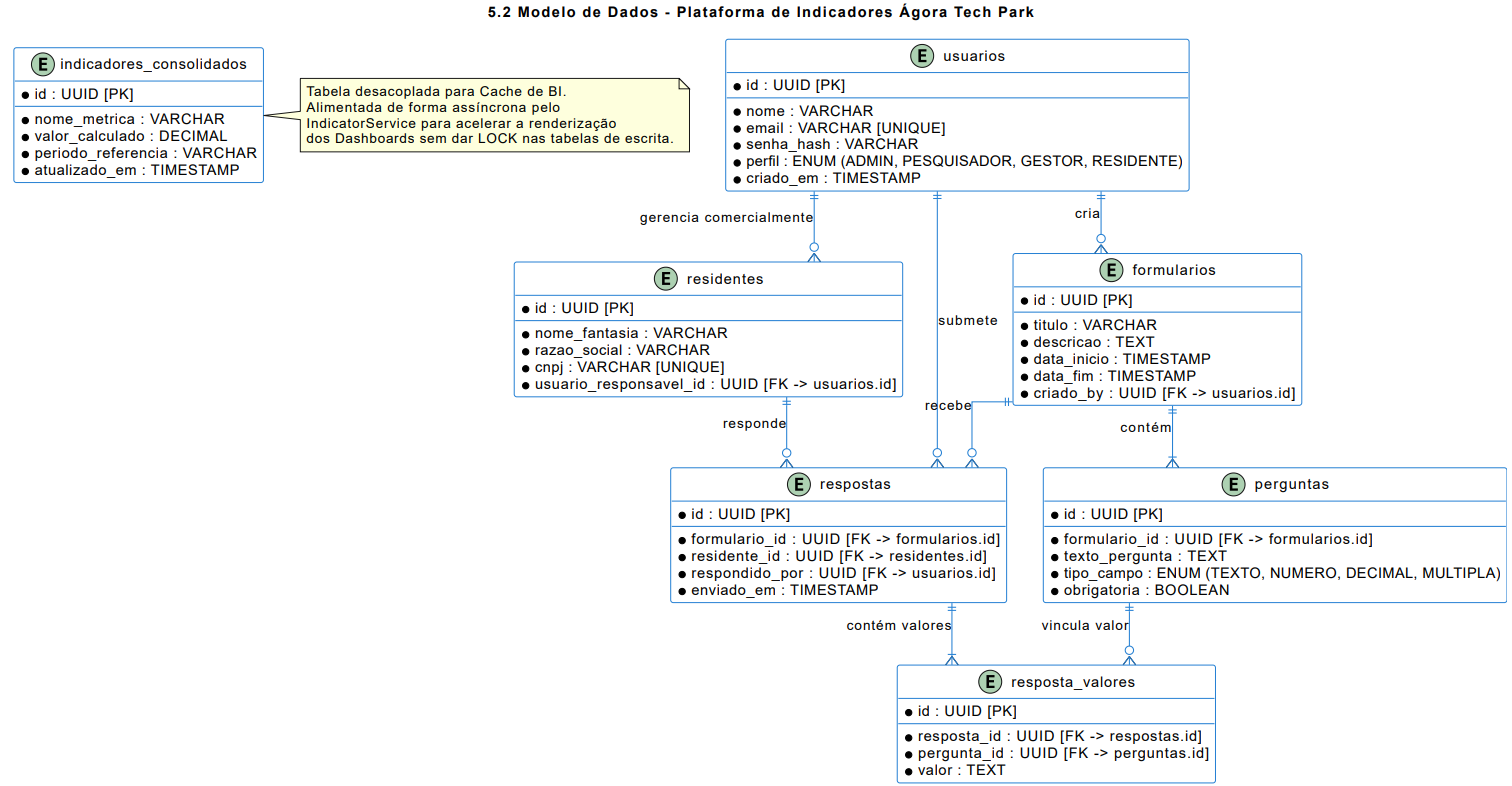 5.2 Modelo de Dados - Plataforma de Indicadores Ágora Tech Park
E indicadores_consolidados
id : UUID [PK]
nome_metrica : VARCHAR
valor_calculado : DECIMAL
periodo_referencia : VARCHAR
atualizado_em : TIMESTAMP
Tabela desacoplada para Cache de BI.
Alimentada de forma assíncrona pelo
IndicatorService para acelerar a renderização
dos Dashboards sem dar LOCK nas tabelas de escrita.
E usuarios
id : UUID [PK]
nome : VARCHAR
email : VARCHAR [UNIQUE]
senha_hash : VARCHAR
perfil : ENUM (ADMIN, PESQUISADOR, GESTOR, RESIDENTE)
criado_em : TIMESTAMP
gerencia comercialmente
cria
E residentes
id : UUID [PK]
nome_fantasia : VARCHAR
razao_social : VARCHAR
cnpj : VARCHAR [UNIQUE]
usuario_responsavel_id : UUID [FK -> usuarios.id]
submete
E formularios
id : UUID [PK]
titulo : VARCHAR
descricao : TEXT
data_inicio : TIMESTAMP
data_fim : TIMESTAMP
criado_by : UUID [FK -> usuarios.id]
responde
recebe
contém
E respostas
id : UUID [PK]
formulario_id : UUID [FK -> formularios.id]
residente_id : UUID [FK -> residentes.id]
respondido_por : UUID [FK -> usuarios.id]
enviado_em : TIMESTAMP
E perguntas
id : UUID [PK]
formulario_id : UUID [FK -> formularios.id]
texto_pergunta : TEXT
tipo_campo : ENUM (TEXTO, NUMERO, DECIMAL, MULTIPLA)
obrigatoria : BOOLEAN
contém valores
vincula valor
E resposta_valores
id : UUID [PK]
resposta_id : UUID [FK -> respostas.id]
pergunta_id : UUID [FK -> perguntas.id]
valor : TEXT